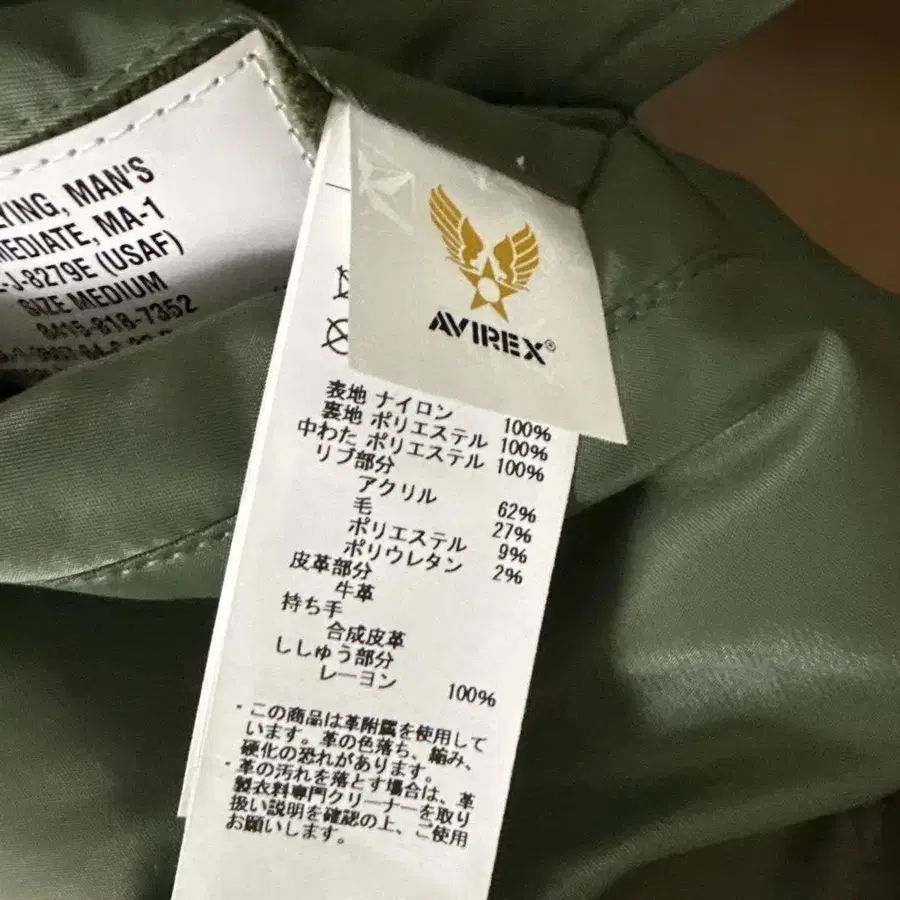 YING, MAN'S
MEDIATE, MA-1
-J-8279E (USAF)
SIZE MEDIUM
8415-818-7352
AVIREX®
表地 ナイロン 100%
裏地 ポリエステル 100%
中わた ポリエステル 100%
リブ部分
アクリル 62%
毛 27%
ポリエステル 9%
ポリウレタン 2%
皮革部分
牛革
持ち手
合成皮革
ししゅう部分
レーヨン 100%
・この商品は革附属を使用して
います。革の色落ち、縮み、
硬化の恐れがあります。
・革の汚れを落とす場合は、革
製衣料専門クリーナーを取り
扱い説明を確認の上、ご使用
お願いします。